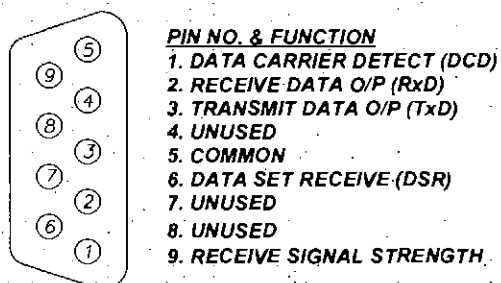 5
9
4
8
3
7
2
6
1
PIN NO. & FUNCTION
1. DATA CARRIER DETECT (DCD)
2. RECEIVE DATA O/P (RxD)
3. TRANSMIT DATA O/P (TxD)
4. UNUSED
5. COMMON
6. DATA SET RECEIVE (DSR)
7. UNUSED
8. UNUSED
9. RECEIVE SIGNAL STRENGTH